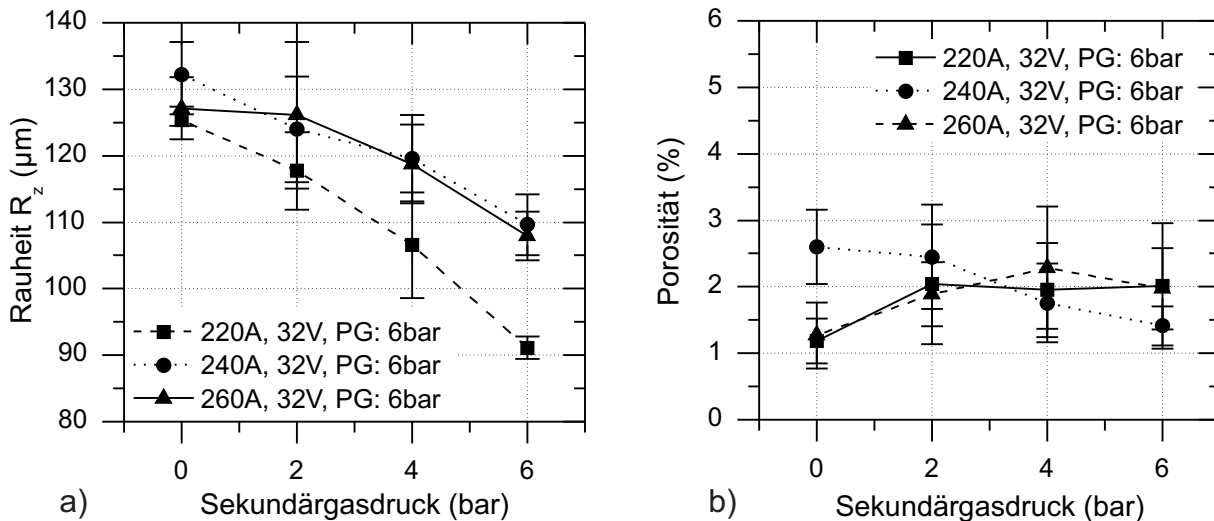 140
130
120
110
100
90
80
Rauheit Rz (µm)
220A, 32V, PG: 6bar
240A, 32V, PG: 6bar
260A, 32V, PG: 6bar
0 2 4 6
Sekundärgasdruck (bar)
a)
6
5
4
3
2
1
0
Porosität (%)
220A, 32V, PG: 6bar
240A, 32V, PG: 6bar
260A, 32V, PG: 6bar
0 2 4 6
Sekundärgasdruck (bar)
b)